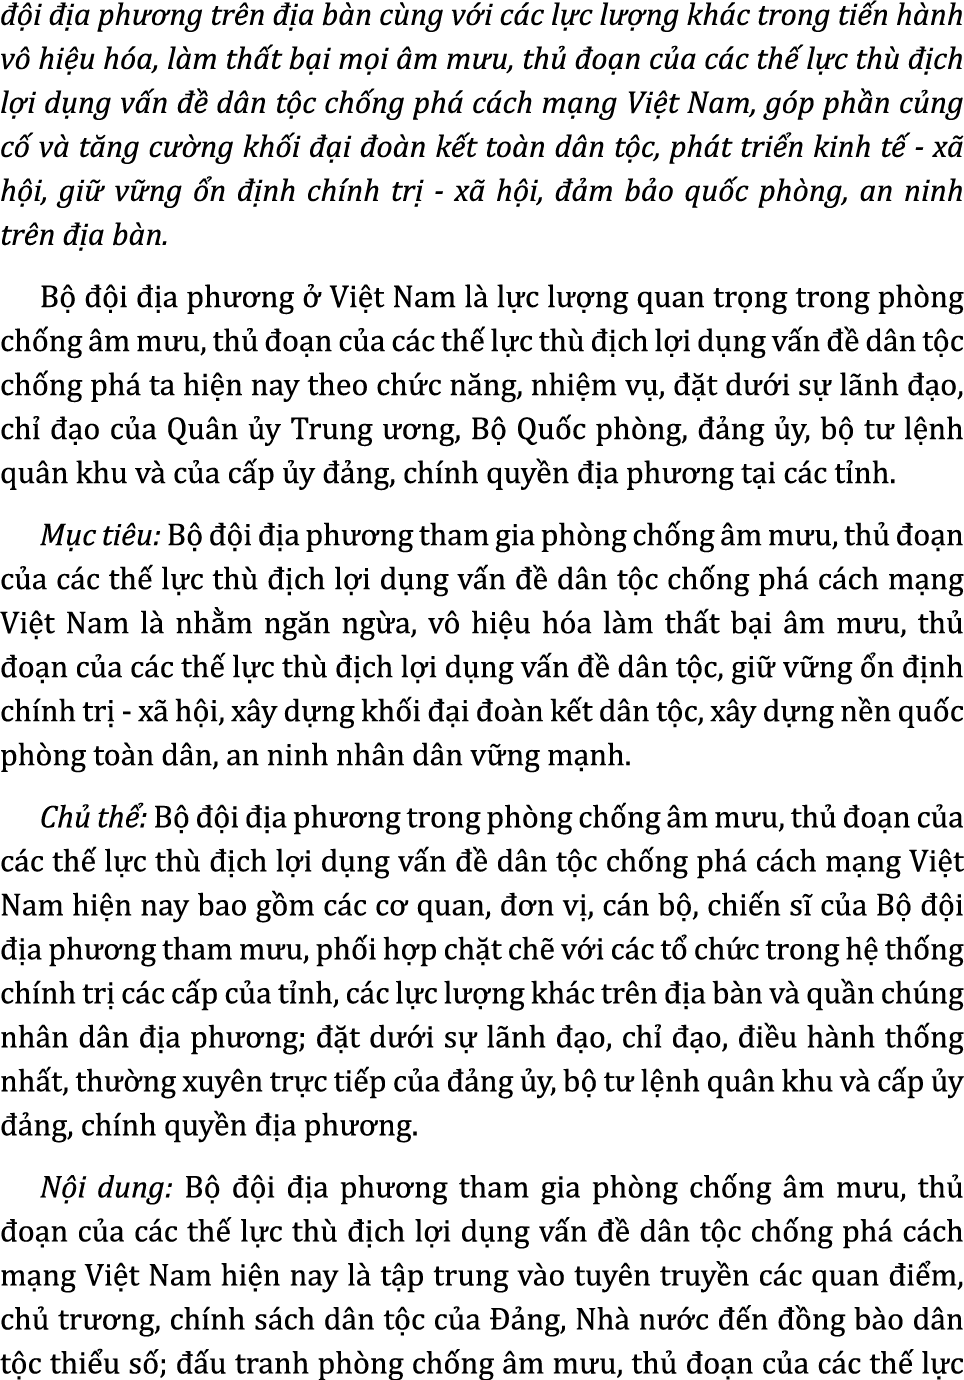 đội địa phương trên địa bàn cùng với các lực lượng khác trong tiến hành
vô hiệu hóa, làm thất bại mọi âm mưu, thủ đoạn của các thế lực thù địch
lợi dụng vấn đề dân tộc chống phá cách mạng Việt Nam, góp phần củng
cố và tăng cường khối đại đoàn kết toàn dân tộc, phát triển kinh tế - xã
hội, giữ vững ổn định chính trị - xã hội, đảm bảo quốc phòng, an ninh
trên địa bàn.
Bộ đội địa phương ở Việt Nam là lực lượng quan trọng trong phòng
chống âm mưu, thủ đoạn của các thế lực thù địch lợi dụng vấn đề dân tộc
chống phá ta hiện nay theo chức năng, nhiệm vụ, đặt dưới sự lãnh đạo,
chỉ đạo của Quân ủy Trung ương, Bộ Quốc phòng, đảng ủy, bộ tư lệnh
quân khu và của cấp ủy đảng, chính quyền địa phương tại các tỉnh.
Mục tiêu: Bộ đội địa phương tham gia phòng chống âm mưu, thủ đoạn
của các thế lực thù địch lợi dụng vấn đề dân tộc chống phá cách mạng
Việt Nam là nhằm ngăn ngừa, vô hiệu hóa làm thất bại âm mưu, thủ
đoạn của các thế lực thù địch lợi dụng vấn đề dân tộc, giữ vững ổn định
chính trị - xã hội, xây dựng khối đại đoàn kết dân tộc, xây dựng nền quốc
phòng toàn dân, an ninh nhân dân vững mạnh.
Chủ thể: Bộ đội địa phương trong phòng chống âm mưu, thủ đoạn của
các thế lực thù địch lợi dụng vấn đề dân tộc chống phá cách mạng Việt
Nam hiện nay bao gồm các cơ quan, đơn vị, cán bộ, chiến sĩ của Bộ đội
địa phương tham mưu, phối hợp chặt chẽ với các tổ chức trong hệ thống
chính trị các cấp của tỉnh, các lực lượng khác trên địa bàn và quần chúng
nhân dân địa phương; đặt dưới sự lãnh đạo, chỉ đạo, điều hành thống
nhất, thường xuyên trực tiếp của đảng ủy, bộ tư lệnh quân khu và cấp ủy
đảng, chính quyền địa phương.
Nội dung: Bộ đội địa phương tham gia phòng chống âm mưu, thủ
đoạn của các thế lực thù địch lợi dụng vấn đề dân tộc chống phá cách
mạng Việt Nam hiện nay là tập trung vào tuyên truyền các quan điểm,
chủ trương, chính sách dân tộc của Đảng, Nhà nước đến đồng bào dân
tộc thiểu số; đấu tranh phòng chống âm mưu, thủ đoạn của các thế lực